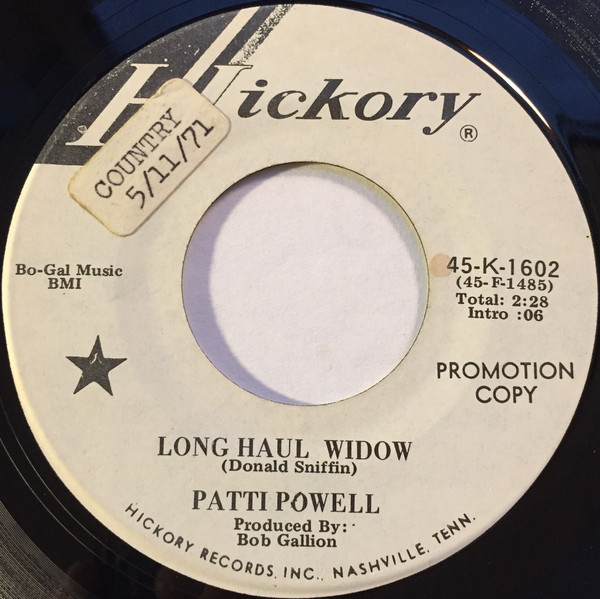 Hickory®
COUNTRY
5/11/71
Bo-Gal Music
BMI
45-K-1602
(45-F-1485)
Total: 2:28
Intro :06
PROMOTION
COPY
LONG HAUL WIDOW
(Donald Sniffin)
PATTI POWELL
Produced By:
Bob Gallion
HICKORY RECORDS, INC., NASHVILLE, TENN.